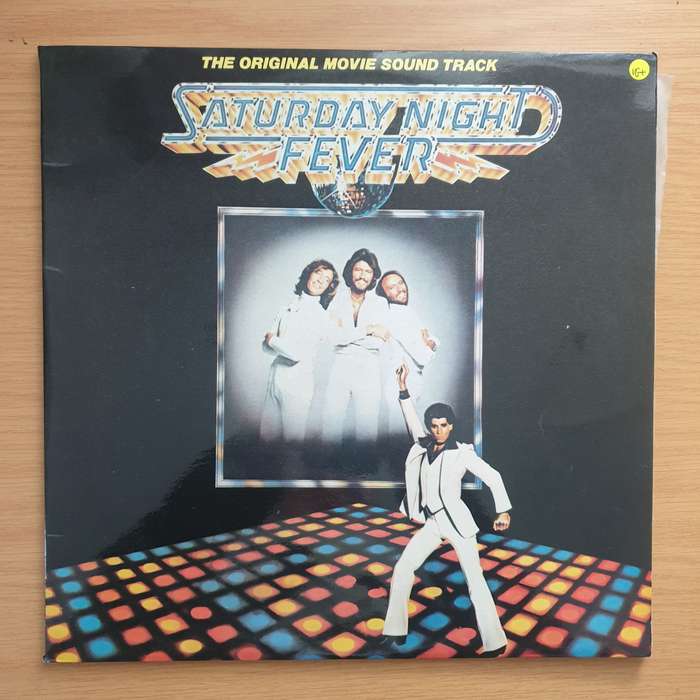 THE ORIGINAL MOVIE SOUND TRACK
SATURDAY NIGHT
FEVER